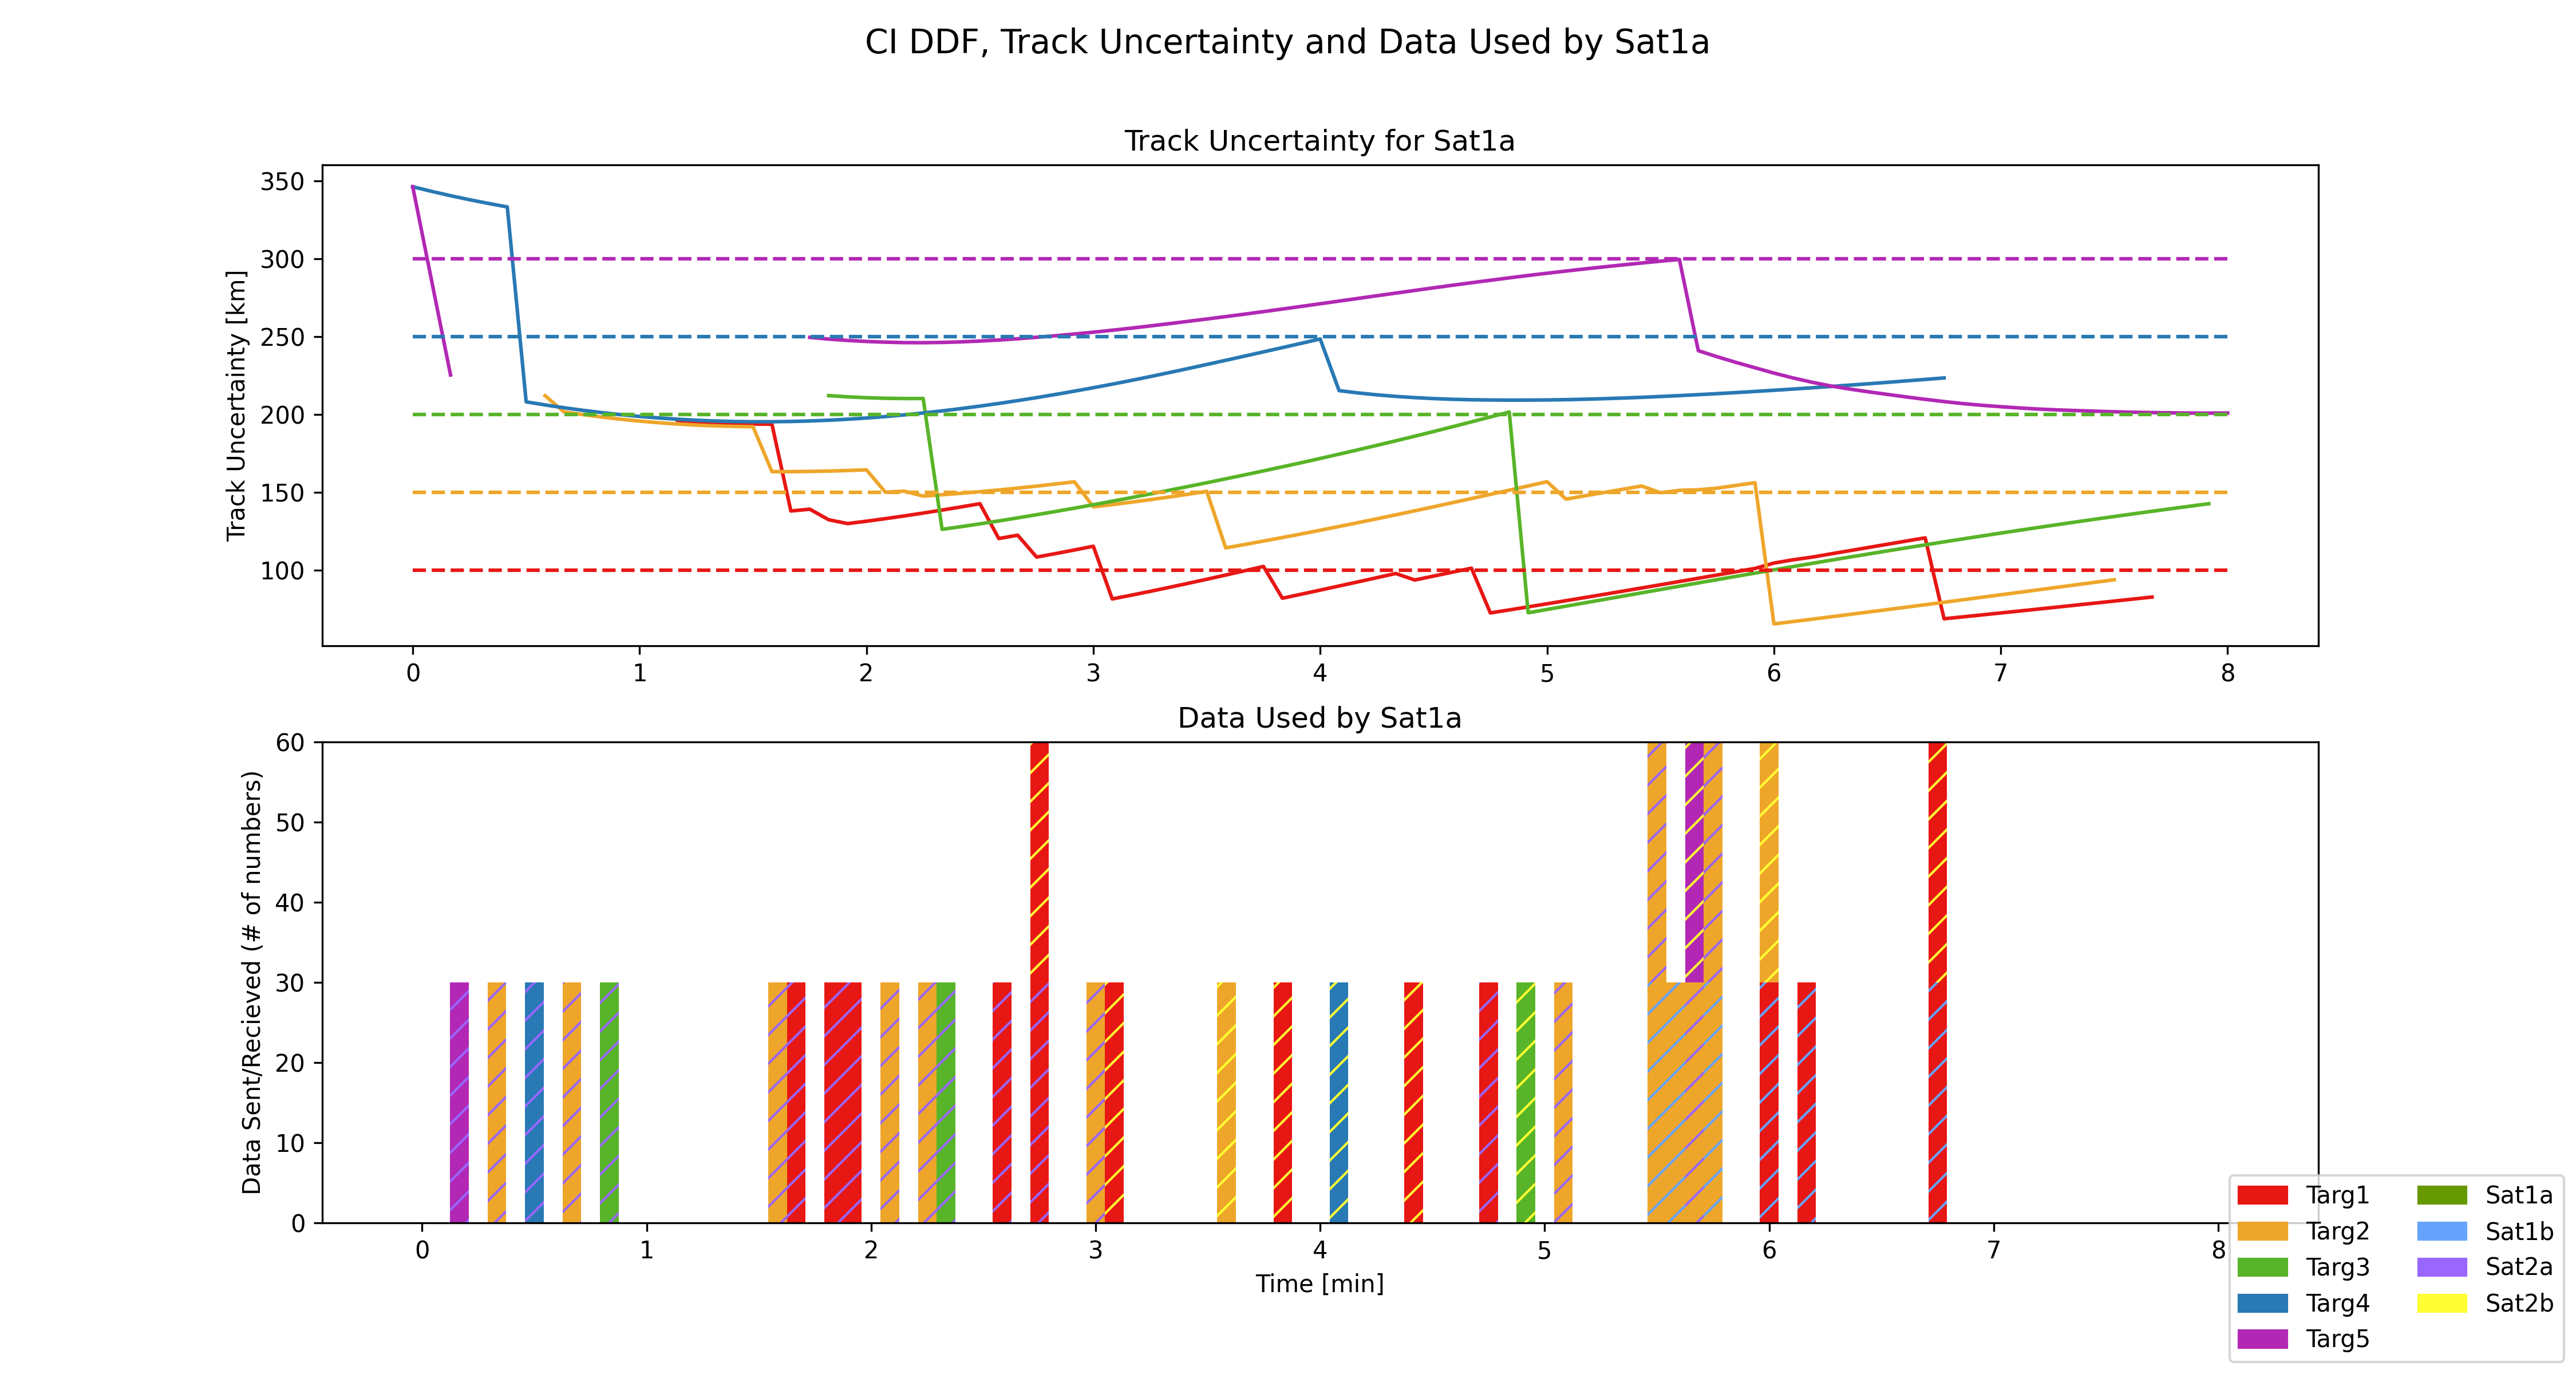 CI DDF, Track Uncertainty and Data Used by Sat1a
Track Uncertainty for Sat1a
Track Uncertainty [km]
350
300
250
200
150
100
0 1 2 3 4 5 6 7 8
Data Used by Sat1a
Data Sent/Recieved (# of numbers)
60
50
40
30
20
10
0
0 1 2 3 4 5 6 7 8
Time [min]
Targ1 Sat1a
Targ2 Sat1b
Targ3 Sat2a
Targ4 Sat2b
Targ5